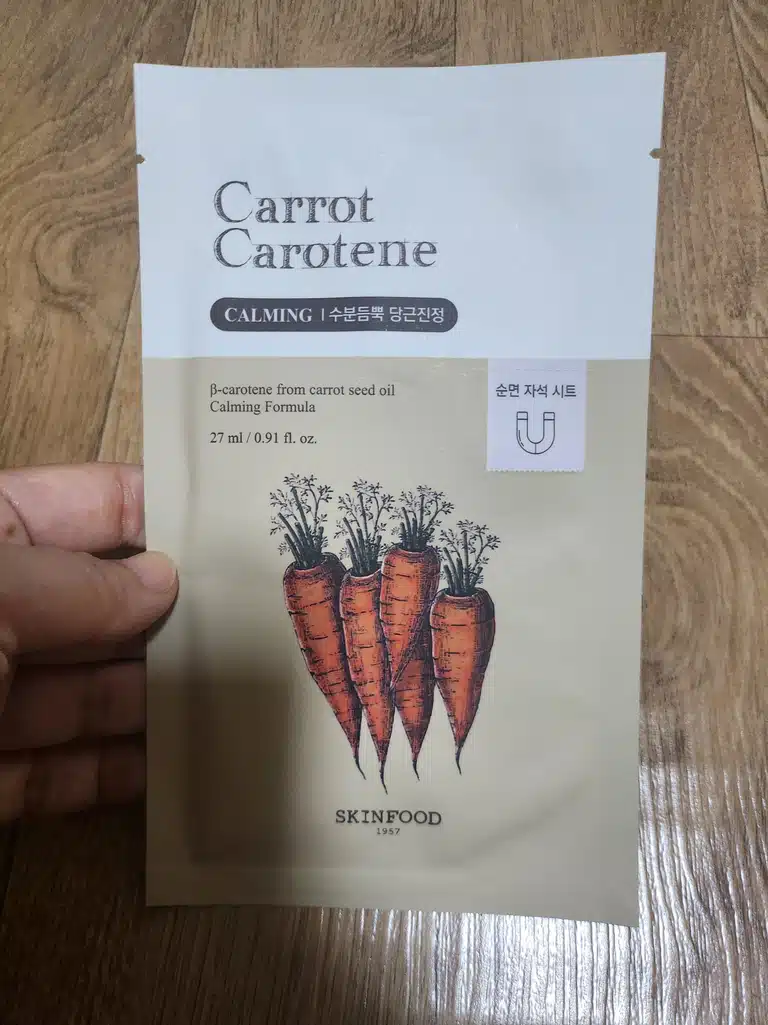 Carrot
Carotene
CALMING | 수분듬뿍 당근진정
β-carotene from carrot seed oil
Calming Formula
27 ml / 0.91 fl. oz.
순면 자석 시트
SKINFOOD
1957